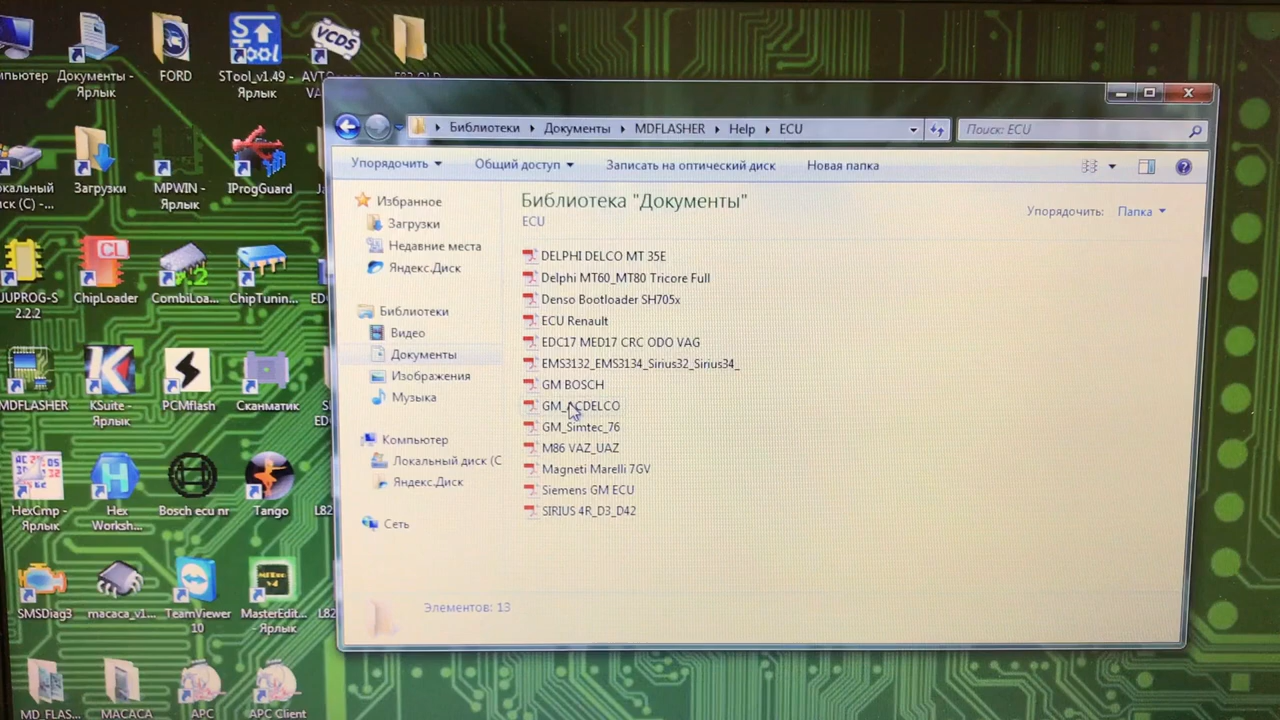 Документы - Ярлык
FORD
STool_v1.49 - Ярлык
VCDS
Загрузки
MPWIN - Ярлык
IProgGuard
CL
ChipLoader
CombiLoa...
ChipTunin...
2.2.2
MDFLASHER
KSuite - Ярлык
PCMflash
Сканматик
HexCmp - Ярлык
Hex Worksh...
Bosch ecu nr
Tango
SMSDiag3
macaca_v1...
TeamViewer 10
MasterEdit... - Ярлык
MD_FLAS...
MACACA
APC
APC Client
Библиотеки
Документы
MDFLASHER
Help
ECU
Поиск: ECU
Упорядочить
Общий доступ
Записать на оптический диск
Новая папка
Избранное
Загрузки
Недавние места
Яндекс.Диск
Библиотеки
Видео
Документы
Изображения
Музыка
Компьютер
Локальный диск (C
Яндекс.Диск
Сеть
Библиотека "Документы"
ECU
Упорядочить: Папка
DELPHI DELCO MT 35E
Delphi MT60_MT80 Tricore Full
Denso Bootloader SH705x
ECU Renault
EDC17 MED17 CRC ODO VAG
EMS3132_EMS3134_Sirius32_Sirius34_
GM BOSCH
GM_ACDELCO
GM_Simtec_76
M86 VAZ_UAZ
Magneti Marelli 7GV
Siemens GM ECU
SIRIUS 4R_D3_D42
Элементов: 13